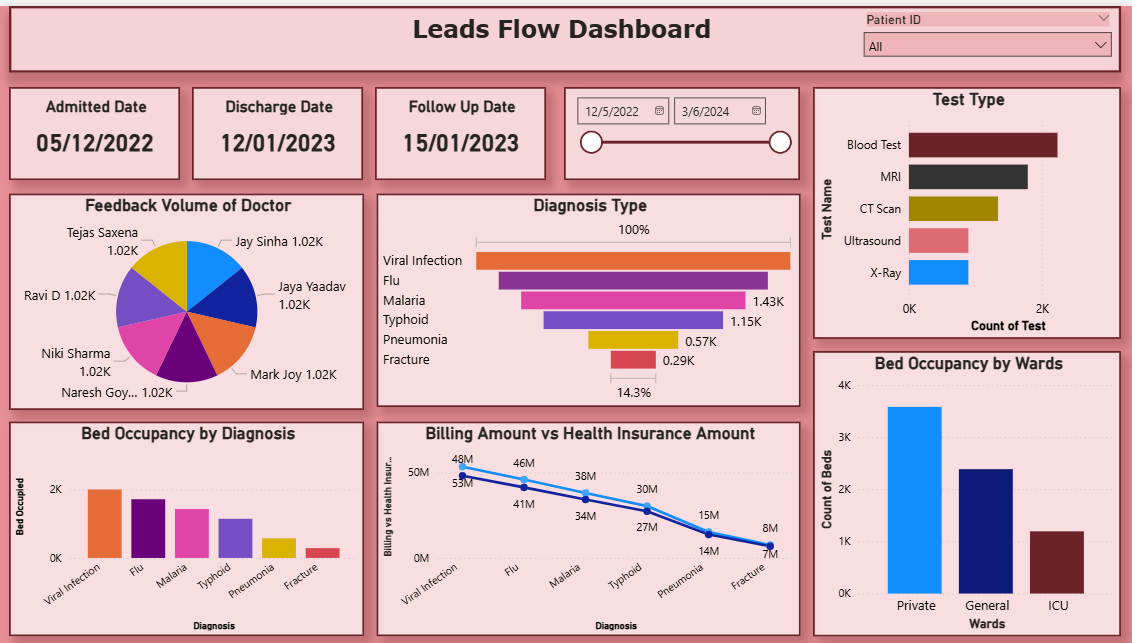 Leads Flow Dashboard
Patient ID
All
Admitted Date
05/12/2022
Discharge Date
12/01/2023
Follow Up Date
15/01/2023
12/5/2022
3/6/2024
Test Type
Test Name
Blood Test
MRI
CT Scan
Ultrasound
X-Ray
0K
2K
Count of Test
Feedback Volume of Doctor
Tejas Saxena
1.02K
Jay Sinha 1.02K
Ravi D 1.02K
Jaya Yaadav
1.02K
Niki Sharma
1.02K
Mark Joy 1.02K
Naresh Goy... 1.02K
Diagnosis Type
100%
Viral Infection
Flu
Malaria
1.43K
Typhoid
1.15K
Pneumonia
0.57K
Fracture
0.29K
14.3%
Bed Occupancy by Wards
Count of Beds
4K
3K
2K
1K
0K
Private
General
ICU
Wards
Bed Occupancy by Diagnosis
Bed Occupied
2K
0K
Viral Infection
Flu
Malaria
Typhoid
Pneumonia
Fracture
Diagnosis
Billing Amount vs Health Insurance Amount
Billing vs Health Insur...
50M
0M
48M
53M
46M
41M
38M
34M
30M
27M
15M
14M
8M
7M
Viral Infection
Flu
Malaria
Typhoid
Pneumonia
Fracture
Diagnosis